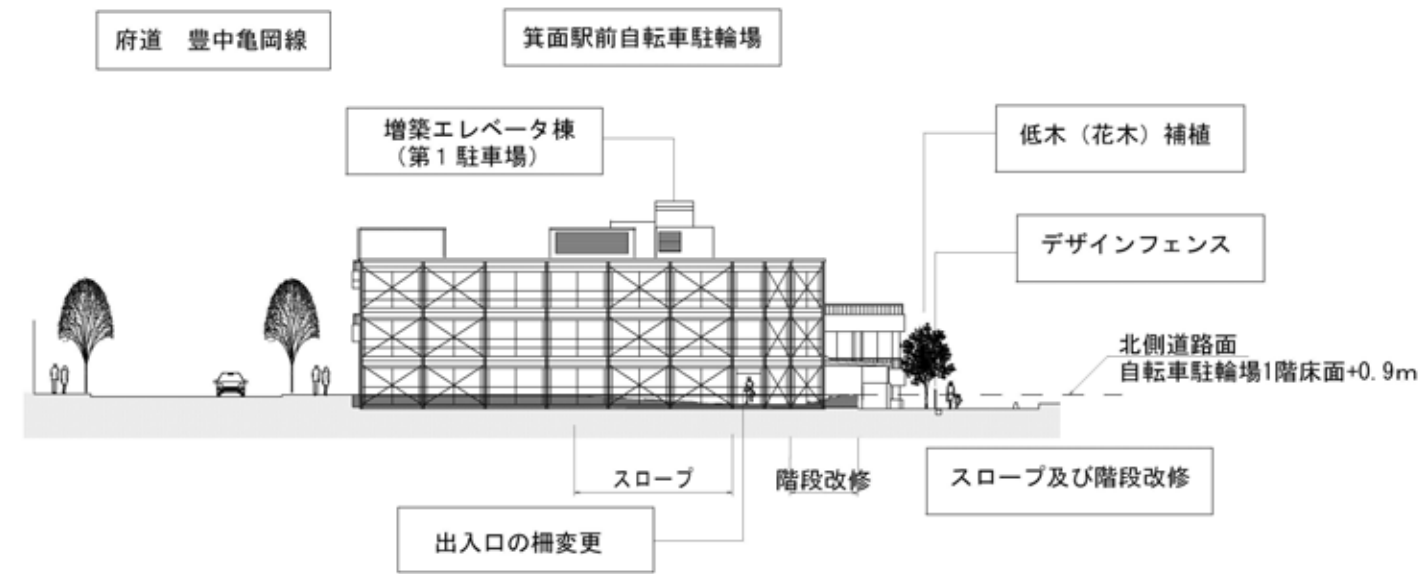 府道　豊中亀岡線
箕面駅前自転車駐輪場
増築エレベータ棟
（第１駐車場）
低木（花木）補植
デザインフェンス
北側道路面
自転車駐輪場1階床面+0.9m
スロープ
階段改修
スロープ及び階段改修
出入口の柵変更